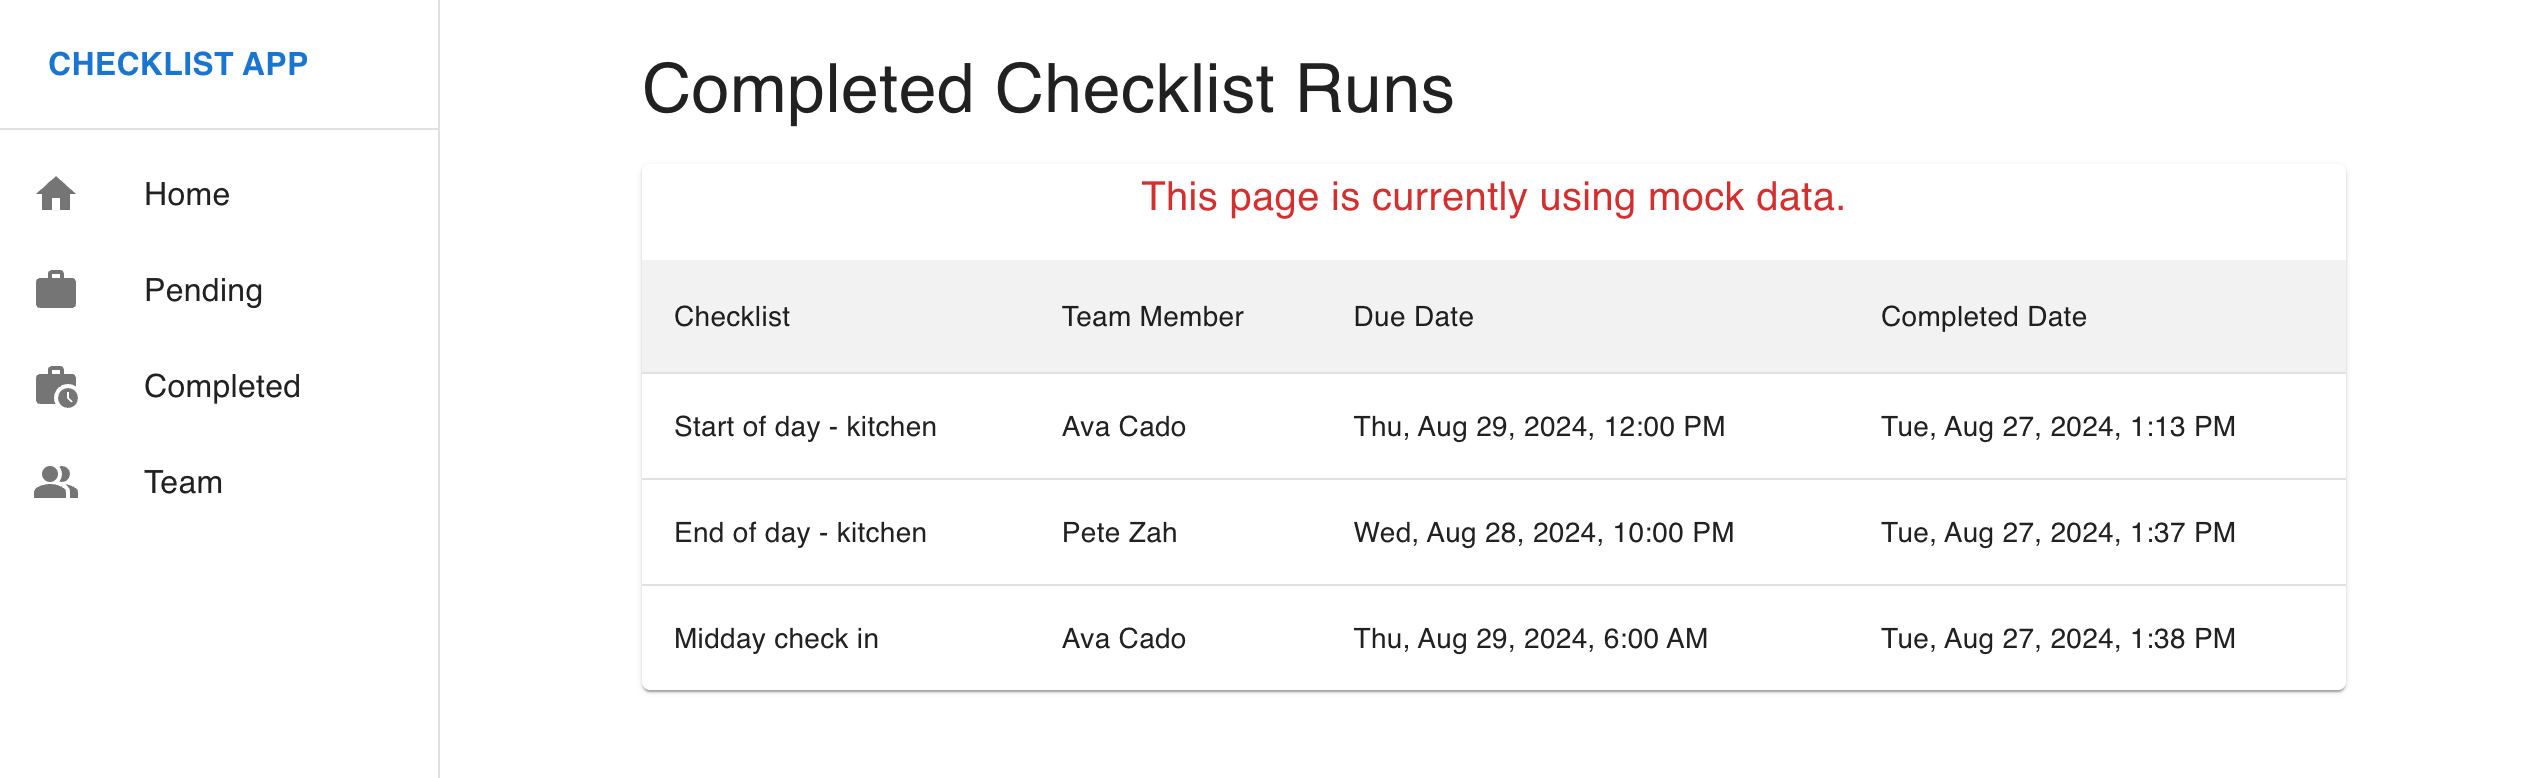 CHECKLIST APP
Home
Pending
Completed
Team
Completed Checklist Runs
This page is currently using mock data.
Checklist Team Member Due Date Completed Date
Start of day - kitchen Ava Cado Thu, Aug 29, 2024, 12:00 PM Tue, Aug 27, 2024, 1:13 PM
End of day - kitchen Pete Zah Wed, Aug 28, 2024, 10:00 PM Tue, Aug 27, 2024, 1:37 PM
Midday check in Ava Cado Thu, Aug 29, 2024, 6:00 AM Tue, Aug 27, 2024, 1:38 PM